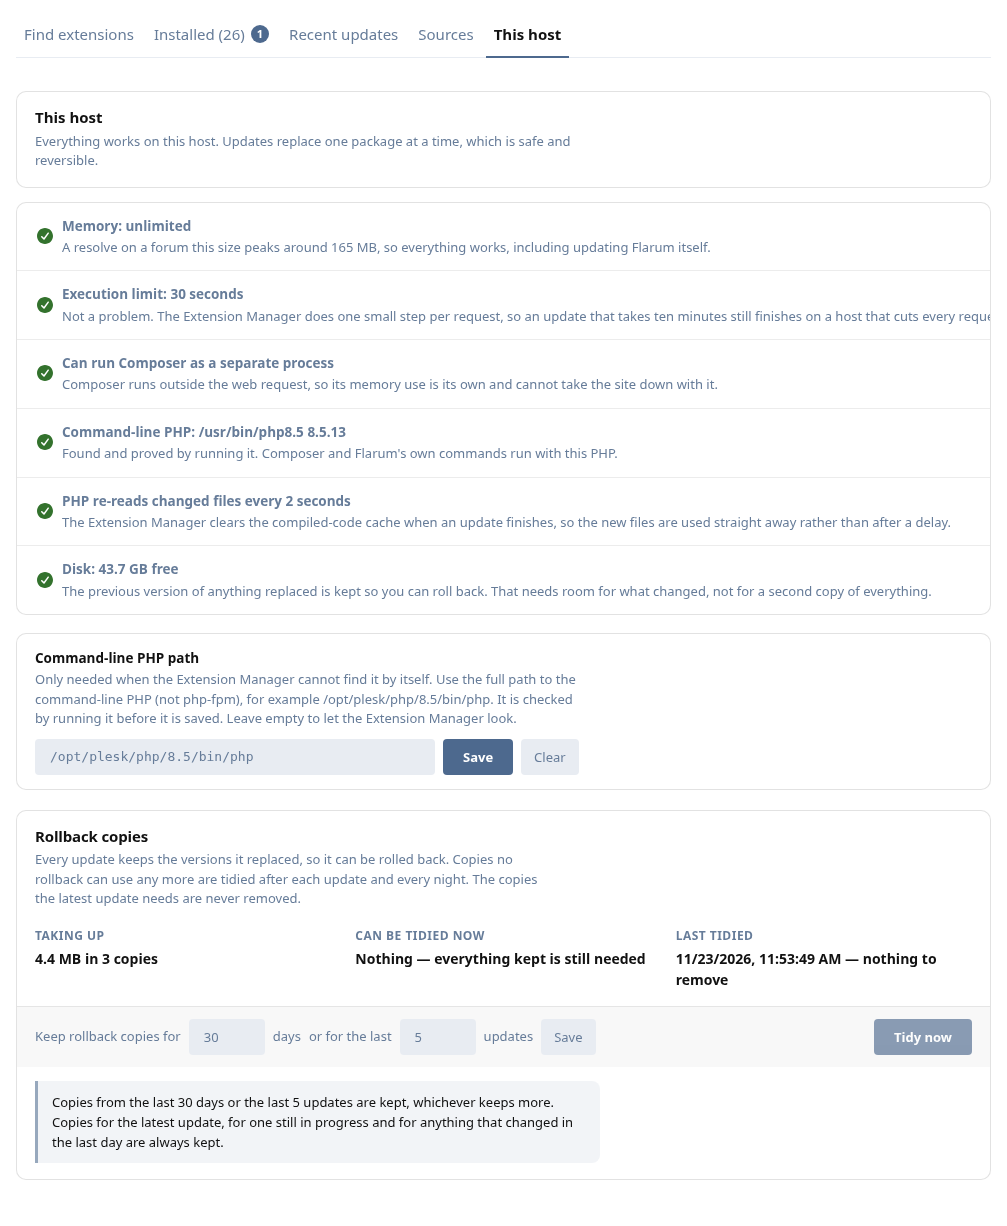 Find extensions
Installed (26) 1
Recent updates
Sources
This host
This host
Everything works on this host. Updates replace one package at a time, which is safe and
reversible.
Memory: unlimited
A resolve on a forum this size peaks around 165 MB, so everything works, including updating Flarum itself.
Execution limit: 30 seconds
Not a problem. The Extension Manager does one small step per request, so an update that takes ten minutes still finishes on a host that cuts every
Can run Composer as a separate process
Composer runs outside the web request, so its memory use is its own and cannot take the site down with it.
Command-line PHP: /usr/bin/php8.5 8.5.13
Found and proved by running it. Composer and Flarum's own commands run with this PHP.
PHP re-reads changed files every 2 seconds
The Extension Manager clears the compiled-code cache when an update finishes, so the new files are used straight away rather than after a delay.
Disk: 43.7 GB free
The previous version of anything replaced is kept so you can roll back. That needs room for what changed, not for a second copy of everything.
Command-line PHP path
Only needed when the Extension Manager cannot find it by itself. Use the full path to the
command-line PHP (not php-fpm), for example /opt/plesk/php/8.5/bin/php. It is checked
by running it before it is saved. Leave empty to let the Extension Manager look.
/opt/plesk/php/8.5/bin/php
Save
Clear
Rollback copies
Every update keeps the versions it replaced, so it can be rolled back. Copies no
rollback can use any more are tidied after each update and every night. The copies
the latest update needs are never removed.
TAKING UP
4.4 MB in 3 copies
CAN BE TIDIED NOW
Nothing — everything kept is still needed
LAST TIDIED
11/23/2026, 11:53:49 AM — nothing to
remove
Keep rollback copies for 30 days or for the last 5 updates Save Tidy now
Copies from the last 30 days or the last 5 updates are kept, whichever keeps more.
Copies for the latest update, for one still in progress and for anything that changed in
the last day are always kept.